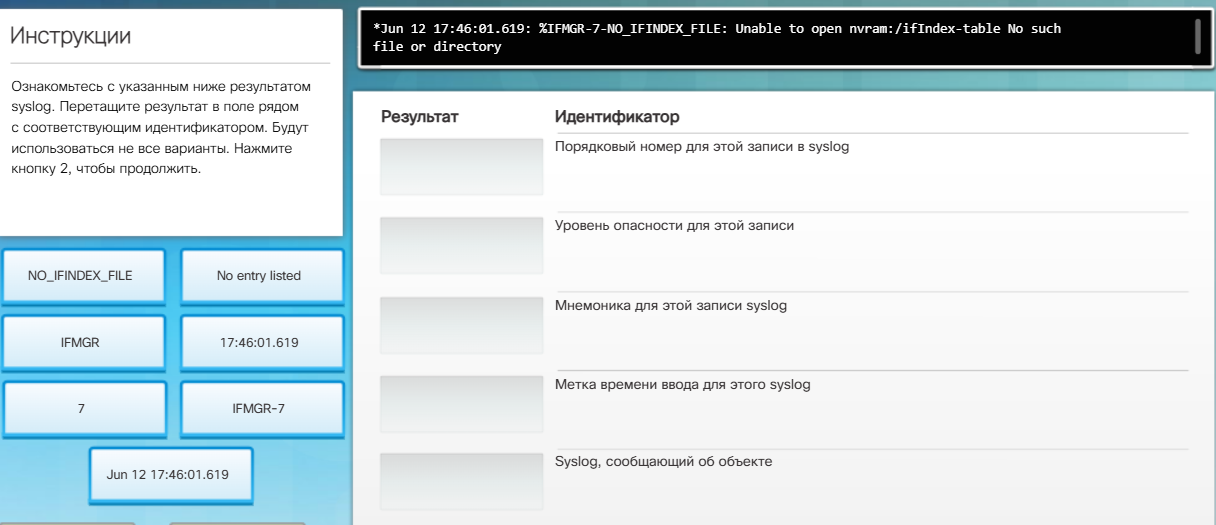 Инструкции
Ознакомьтесь с указанным ниже результатом
syslog. Перетащите результат в поле рядом
с соответствующим идентификатором. Будут
использоваться не все варианты. Нажмите
кнопку 2, чтобы продолжить.
NO_IFINDEX_FILE
No entry listed
IFMGR
17:46:01.619
7
IFMGR-7
Jun 12 17:46:01.619
*Jun 12 17:46:01.619: %IFMGR-7-NO_IFINDEX_FILE: Unable to open nvram:/ifIndex-table No such
file or directory
Результат
Идентификатор
Порядковый номер для этой записи в syslog
Уровень опасности для этой записи
Мнемоника для этой записи syslog
Метка времени ввода для этого syslog
Syslog, сообщающий об объекте